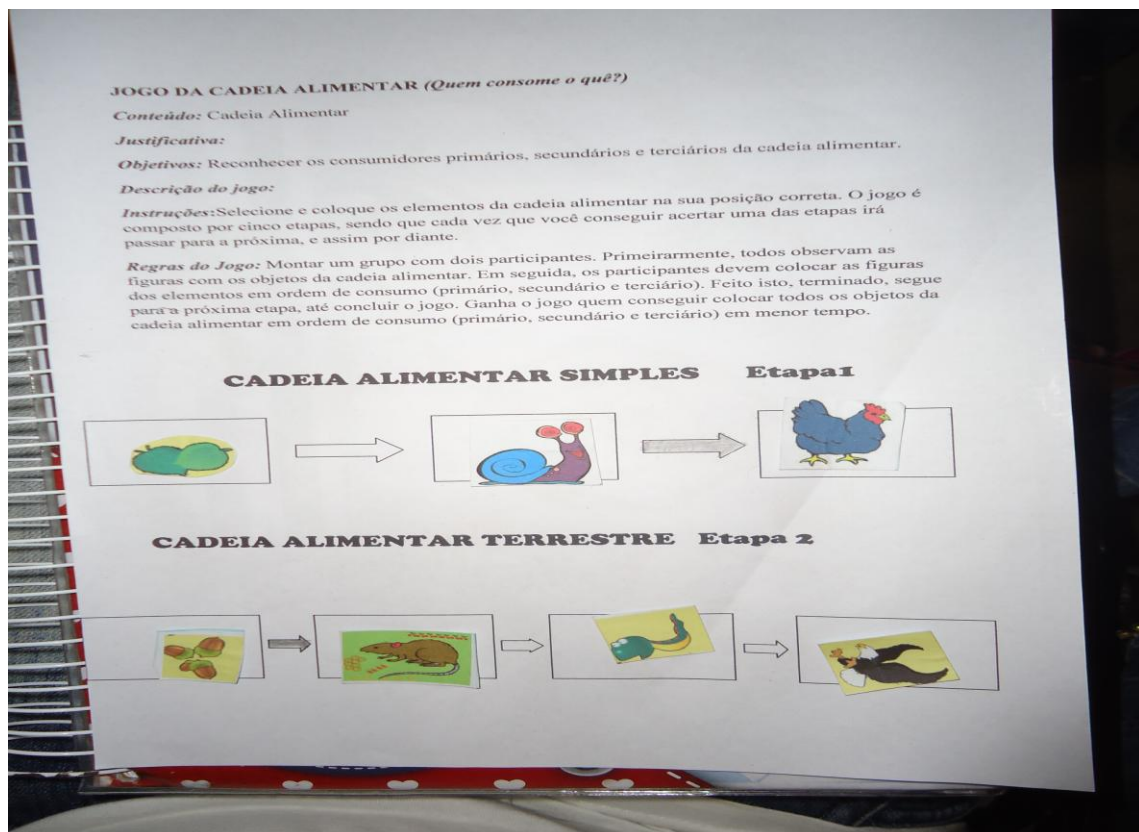 JOGO DA CADEIA ALIMENTAR (Quem consome o quê?)
Conteúdo: Cadeia Alimentar
Justificativa:
Objetivos: Reconhecer os consumidores primários, secundários e terciários da cadeia alimentar.
Descrição do jogo:
Instruções:Selecione e coloque os elementos da cadeia alimentar na sua posição correta. O jogo é
composto por cinco etapas, sendo que cada vez que você conseguir acertar uma das etapas irá
passar para a próxima, e assim por diante.
Regras do Jogo: Montar um grupo com dois participantes. Primeirarmente, todos observam as
figuras com os objetos da cadeia alimentar. Em seguida, os participantes devem colocar as figuras
dos elementos em ordem de consumo (primário, secundário e terciário). Feito isto, terminado, segue
para a próxima etapa, até concluir o jogo. Ganha o jogo quem conseguir colocar todos os objetos da
cadeia alimentar em ordem de consumo (primário, secundário e terciário) em menor tempo.
CADEIA ALIMENTAR SIMPLES Etapa1
CADEIA ALIMENTAR TERRESTRE Etapa 2